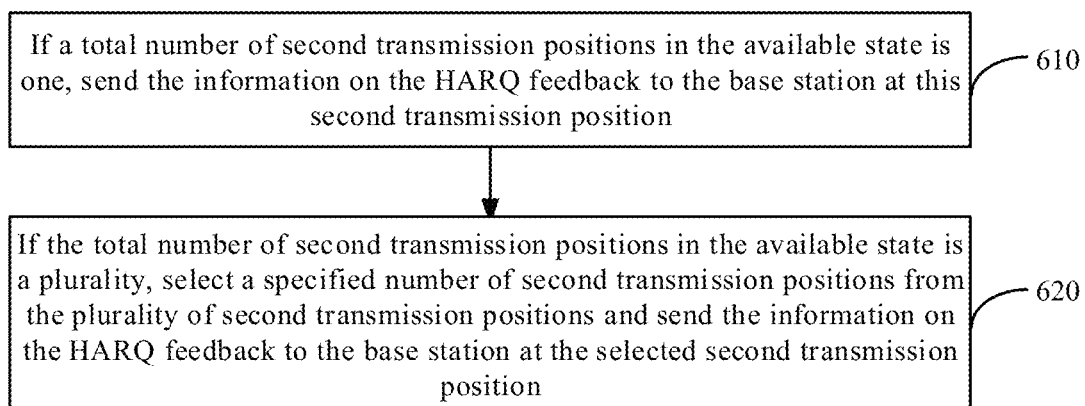 If a total number of second transmission positions in the available state is
one, send the information on the HARQ feedback to the base station at this
second transmission position
610
If the total number of second transmission positions in the available state is
a plurality, select a specified number of second transmission positions from
the plurality of second transmission positions and send the information on
the HARQ feedback to the base station at the selected second transmission
position
620